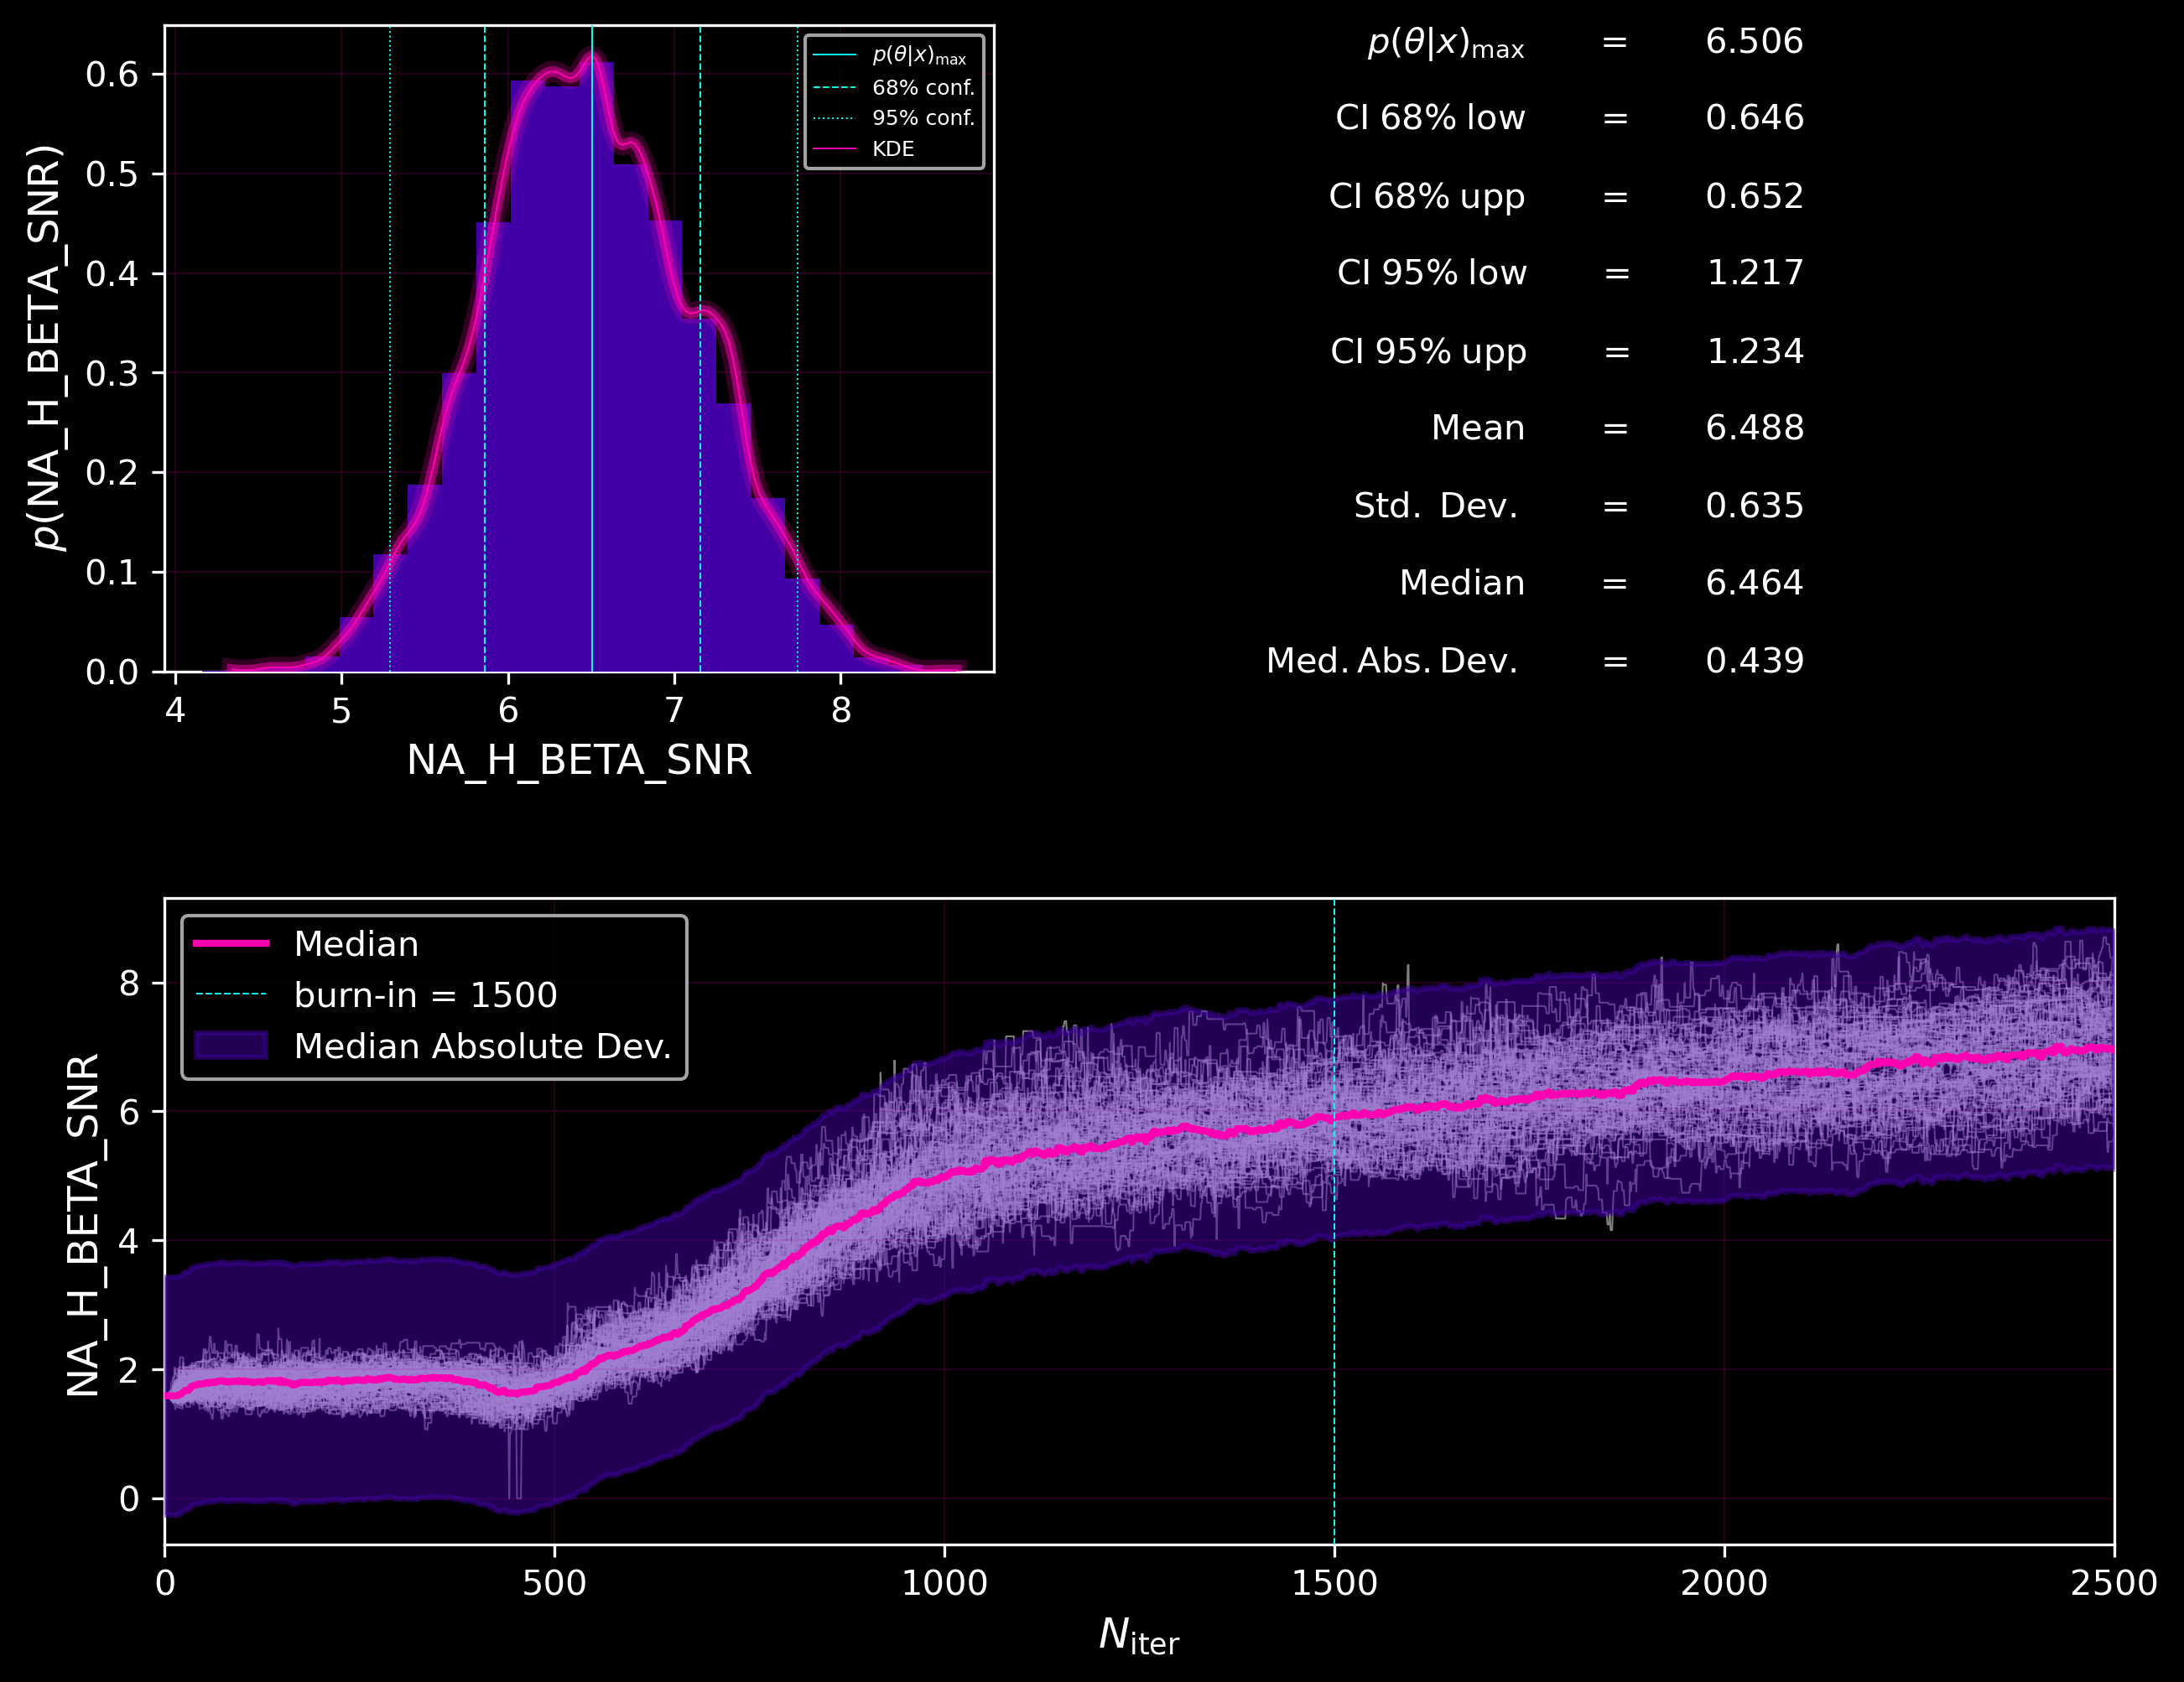 p(NA_H_BETA_SNR)
0.6
0.5
0.4
0.3
0.2
0.1
0.0
4 5 6 7 8
NA_H_BETA_SNR
p(θ|x)max
68% conf.
95% conf.
KDE
p(θ|x)max = 6.506
CI 68% low = 0.646
CI 68% upp = 0.652
CI 95% low = 1.217
CI 95% upp = 1.234
Mean = 6.488
Std. Dev. = 0.635
Median = 6.464
Med. Abs. Dev. = 0.439
NA_H_BETA_SNR
8
6
4
2
0
Median
burn-in = 1500
Median Absolute Dev.
0 500 1000 1500 2000 2500
Niter